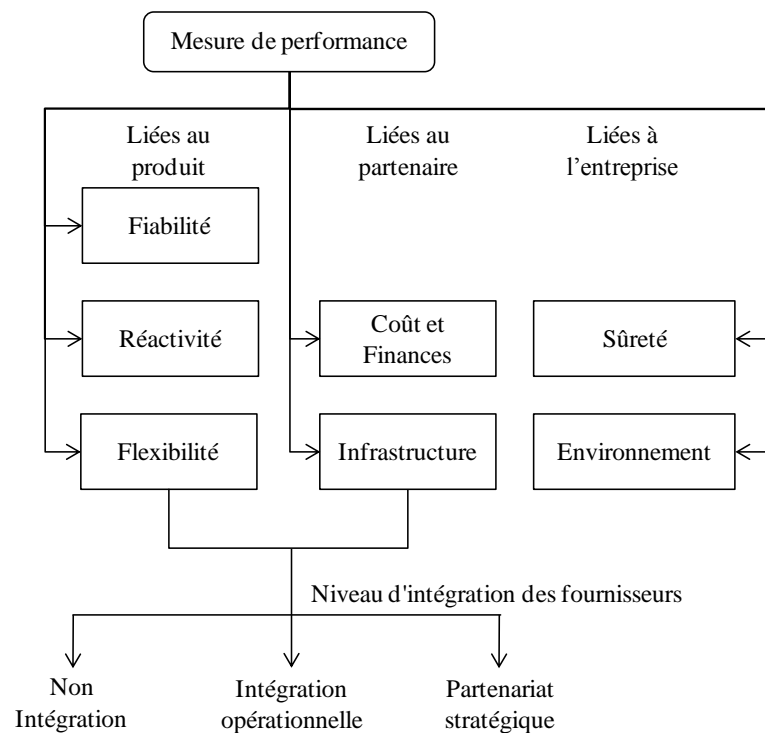 Mesure de performance
Liées au
produit
Liées au
partenaire
Liées à
l’entreprise
Fiabilité
Réactivité
Coût et
Finances
Sûreté
Flexibilité
Infrastructure
Environnement
Niveau d'intégration des fournisseurs
Non
Intégration
Intégration
opérationnelle
Partenariat
stratégique